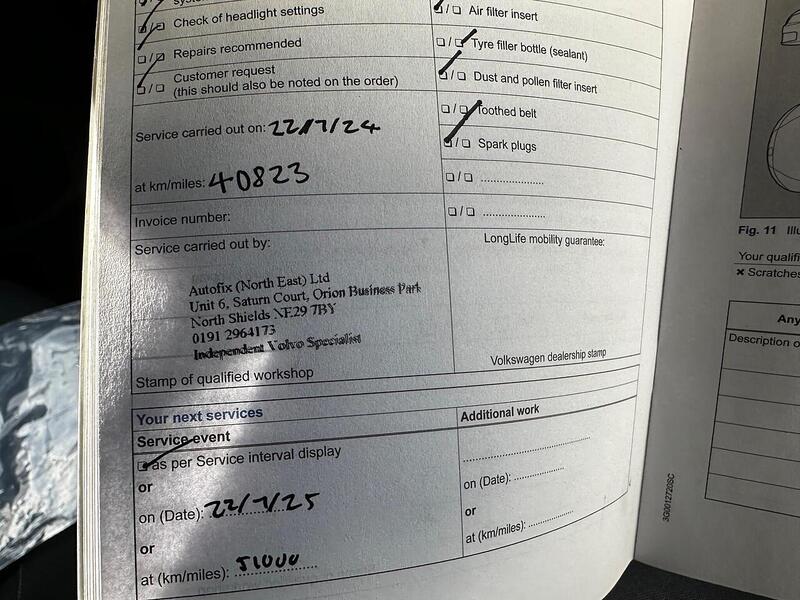 Check of headlight settings
Repairs recommended
Customer request
(this should also be noted on the order)
Service carried out on: 22/7/24
at km/miles: 40823
Invoice number:
Service carried out by:
Autofix (North East) Ltd
Unit 6, Saturn Court, Orion Business Park
North Shields NE29 7BY
0191 2964173
Independent Volvo Specialist
Stamp of qualified workshop
Air filter insert
Tyre filler bottle (sealant)
Dust and pollen filter insert
Toothed belt
Spark plugs
LongLife mobility guarantee:
Volkswagen dealership stamp
Your next services
Service event
as per Service interval display
or
on (Date): 22/7/25
or
at (km/miles): 51000
Additional work
on (Date):
or
at (km/miles):
3G0012720SC
Fig. 11
Your
× Scratches
Description